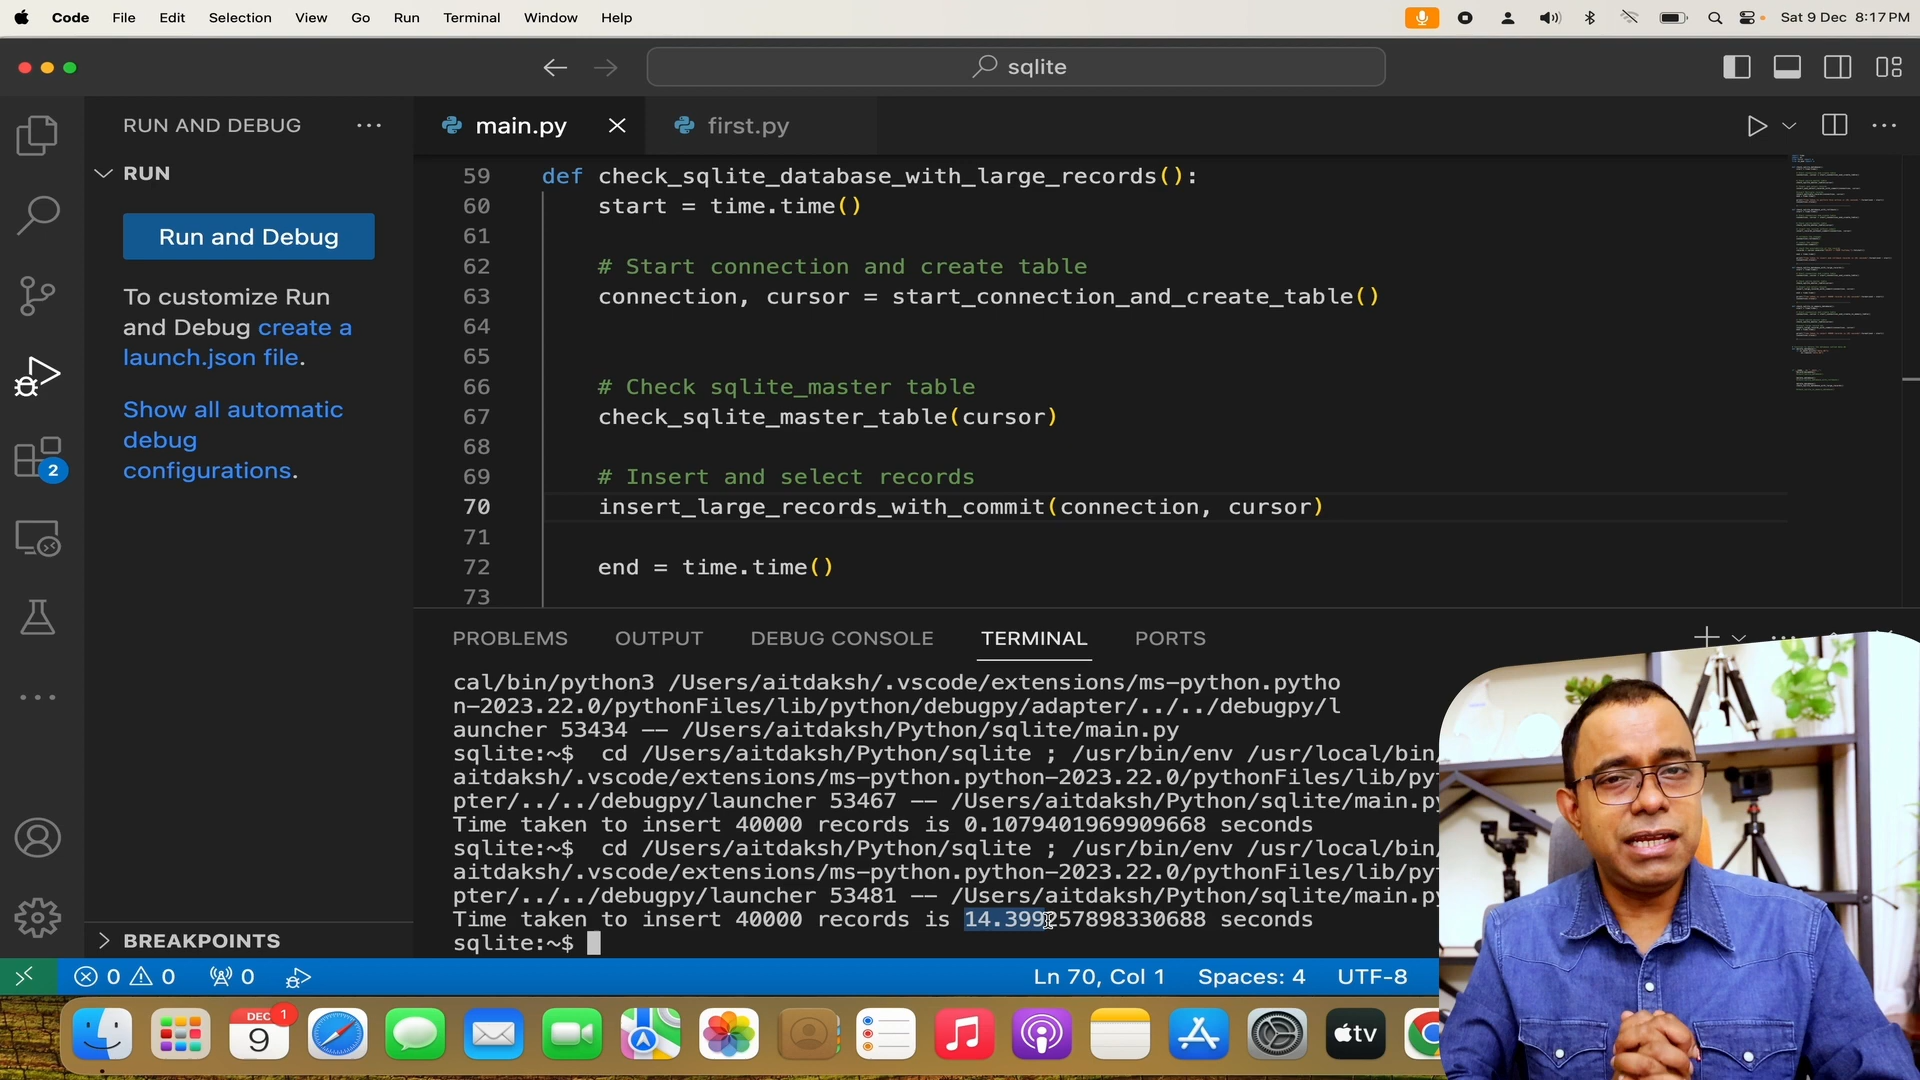 Code File Edit Selection View Go Run Terminal Window Help Sat 9 Dec 8:17 PM
sqlite
RUN AND DEBUG ···
main.py
first.py
RUN
Run and Debug
To customize Run
and Debug create a
launch.json file.
Show all automatic
debug
configurations.
2
BREAKPOINTS
59 def check_sqlite_database_with_large_records():
60 start = time.time()
61
62 # Start connection and create table
63 connection, cursor = start_connection_and_create_table()
64
65
66 # Check sqlite_master table
67 check_sqlite_master_table(cursor)
68
69 # Insert and select records
70 insert_large_records_with_commit(connection, cursor)
71
72 end = time.time()
73
PROBLEMS OUTPUT DEBUG CONSOLE TERMINAL PORTS
cal/bin/python3 /Users/aitdaksh/.vscode/extensions/ms-python.pytho
n-2023.22.0/pythonFiles/lib/python/debugpy/adapter/../../debugpy/l
auncher 53434 -- /Users/aitdaksh/Python/sqlite/main.py
sqlite:~$ cd /Users/aitdaksh/Python/sqlite ; /usr/bin/env /usr/local/bin/
aitdaksh/.vscode/extensions/ms-python.python-2023.22.0/pythonFiles/lib/pyt
pter/../../debugpy/launcher 53467 -- /Users/aitdaksh/Python/sqlite/main.py
Time taken to insert 40000 records is 0.1079401969909668 seconds
sqlite:~$ cd /Users/aitdaksh/Python/sqlite ; /usr/bin/env /usr/local/bin/
aitdaksh/.vscode/extensions/ms-python.python-2023.22.0/pythonFiles/lib/pyt
pter/../../debugpy/launcher 53481 -- /Users/aitdaksh/Python/sqlite/main.py
Time taken to insert 40000 records is seconds
sqlite:~$
0 0 0 Ln 70, Col 1 Spaces: 4 UTF-8
DEC 1
9
tv